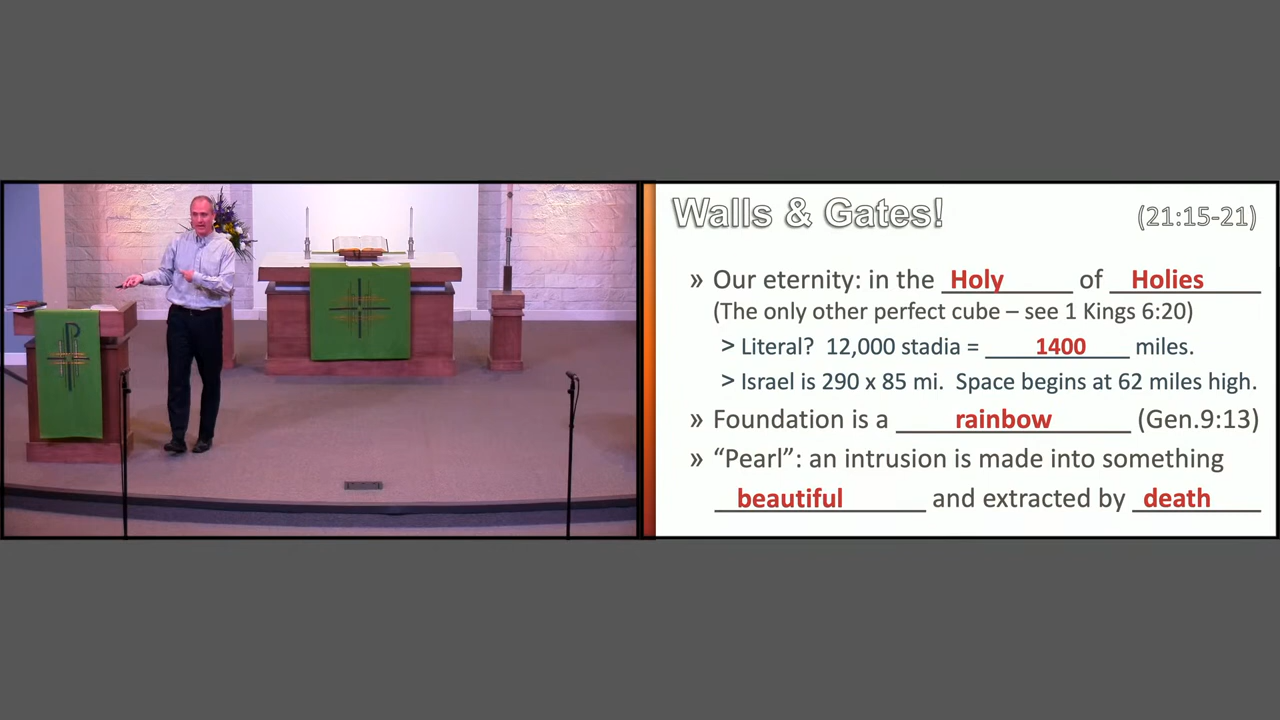 Walls & Gates! (21:15-21)
» Our eternity: in the Holy of Holies
(The only other perfect cube – see 1 Kings 6:20)
> Literal? 12,000 stadia = 1400 miles.
> Israel is 290 x 85 mi. Space begins at 62 miles high.
» Foundation is a rainbow (Gen.9:13)
» “Pearl”: an intrusion is made into something
beautiful and extracted by death